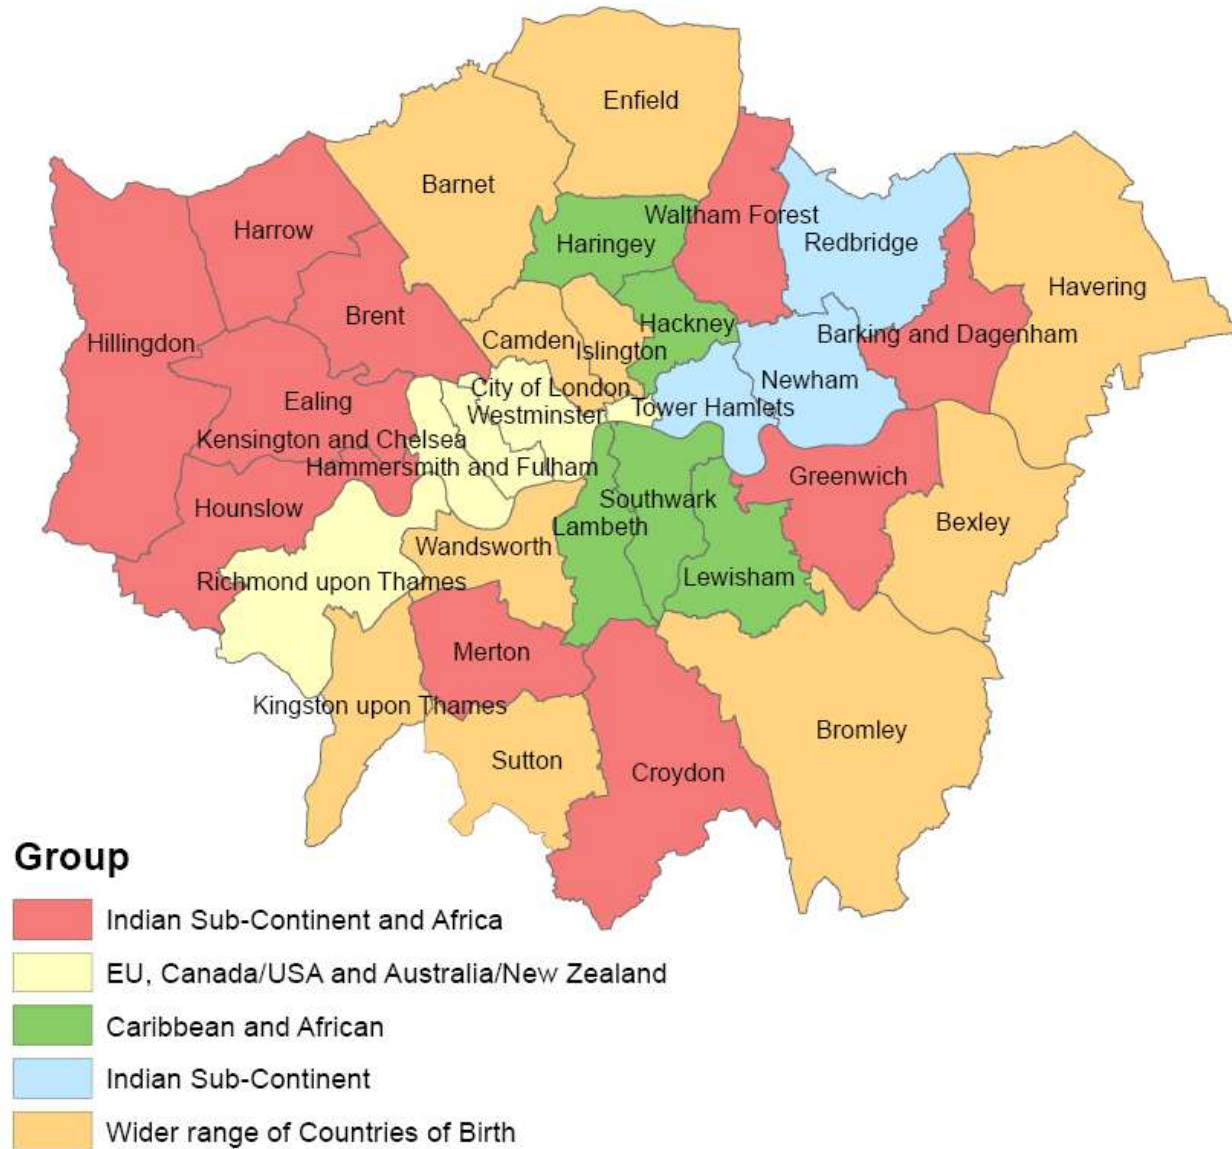 Enfield
Barnet
Waltham Forest
Harrow
Haringey
Redbridge
Havering
Brent
Hackney
Barking and Dagenham
Hillingdon
Camden
Islington
Newham
City of London
Ealing
Tower Hamlets
Westminster
Kensington and Chelsea
Hammersmith and Fulham
Greenwich
Southwark
Hounslow
Bexley
Lambeth
Wandsworth
Lewisham
Richmond upon Thames
Merton
Kingston upon Thames
Bromley
Sutton
Croydon
Group
Indian Sub-Continent and Africa
EU, Canada/USA and Australia/New Zealand
Caribbean and African
Indian Sub-Continent
Wider range of Countries of Birth